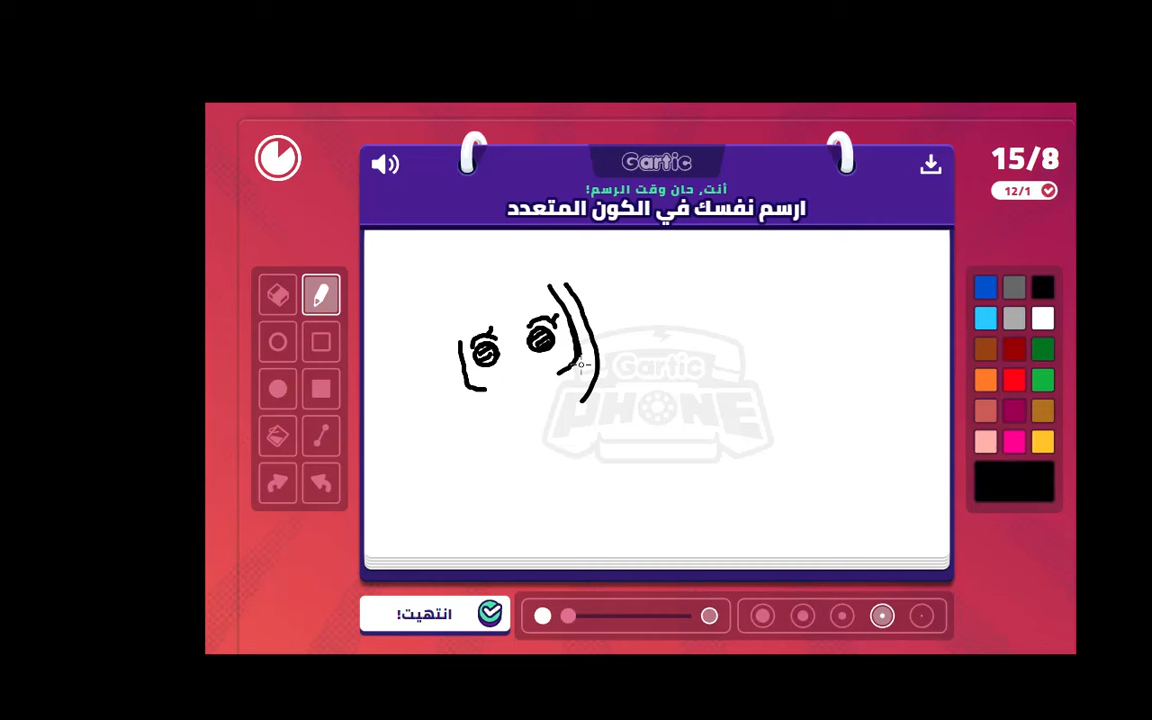 Gartic
15/8
أنت, حان وقت الرسم!
12/1
ارسم نفسك في الكون المتعدد
Gartic
PHONE
انتهيت!